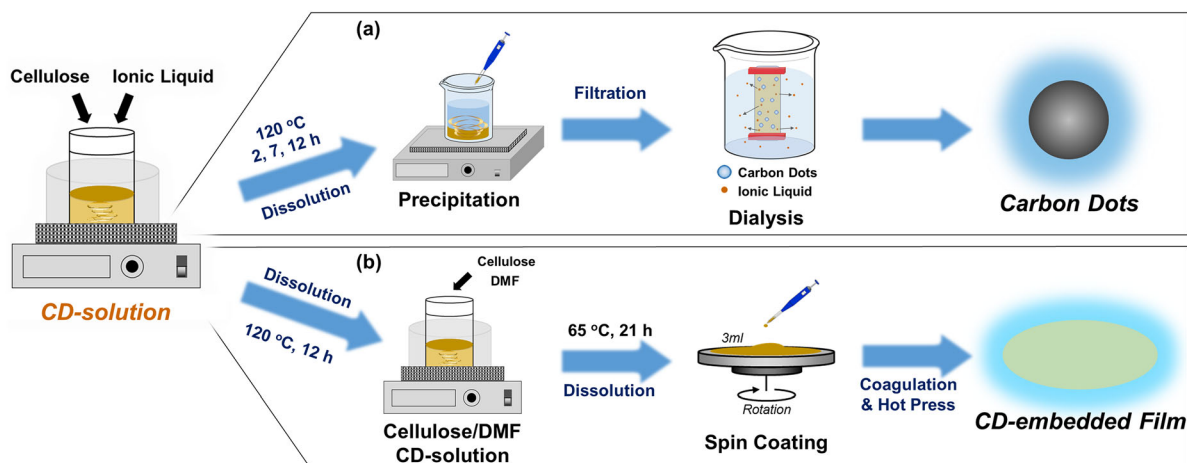 Cellulose
Ionic Liquid
CD-solution
(a)
120 °C
2, 7, 12 h
Dissolution
Precipitation
Filtration
Carbon Dots
Ionic Liquid
Dialysis
Carbon Dots
(b)
Dissolution
120 °C, 12 h
Cellulose
DMF
Cellulose/DMF
CD-solution
65 °C, 21 h
Dissolution
3ml
Rotation
Spin Coating
Coagulation
& Hot Press
CD-embedded Film